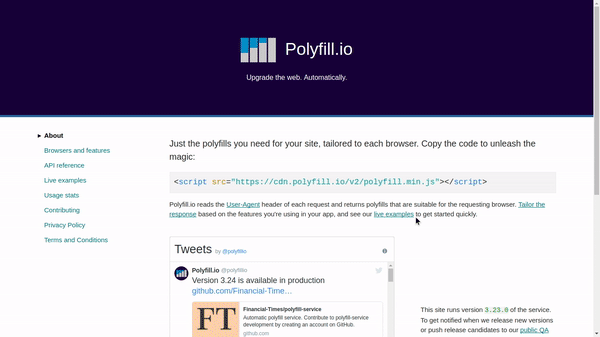 Polyfill.io
Upgrade the web. Automatically.
▸ About
Browsers and features
API reference
Live examples
Usage stats
Contributing
Privacy Policy
Terms and Conditions
Just the polyfills you need for your site, tailored to each browser. Copy the code to unleash the
magic:
<script src="https://cdn.polyfill.io/v2/polyfill.min.js"></script>
Polyfill.io reads the User-Agent header of each request and returns polyfills that are suitable for the requesting browser. Tailor the
response based on the features you're using in your app, and see our live examples to get started quickly.
Tweets by @polyfillio
Polyfill.io @polyfillio
Version 3.24 is available in production
github.com/Financial-Time…
FT
Financial-Times/polyfill-service
Automatic polyfill service. Contribute to polyfill-service
development by creating an account on GitHub.
github.com
This site runs version 3.23.0 of the service.
To get notified when we release new versions
or push release candidates to our public QA